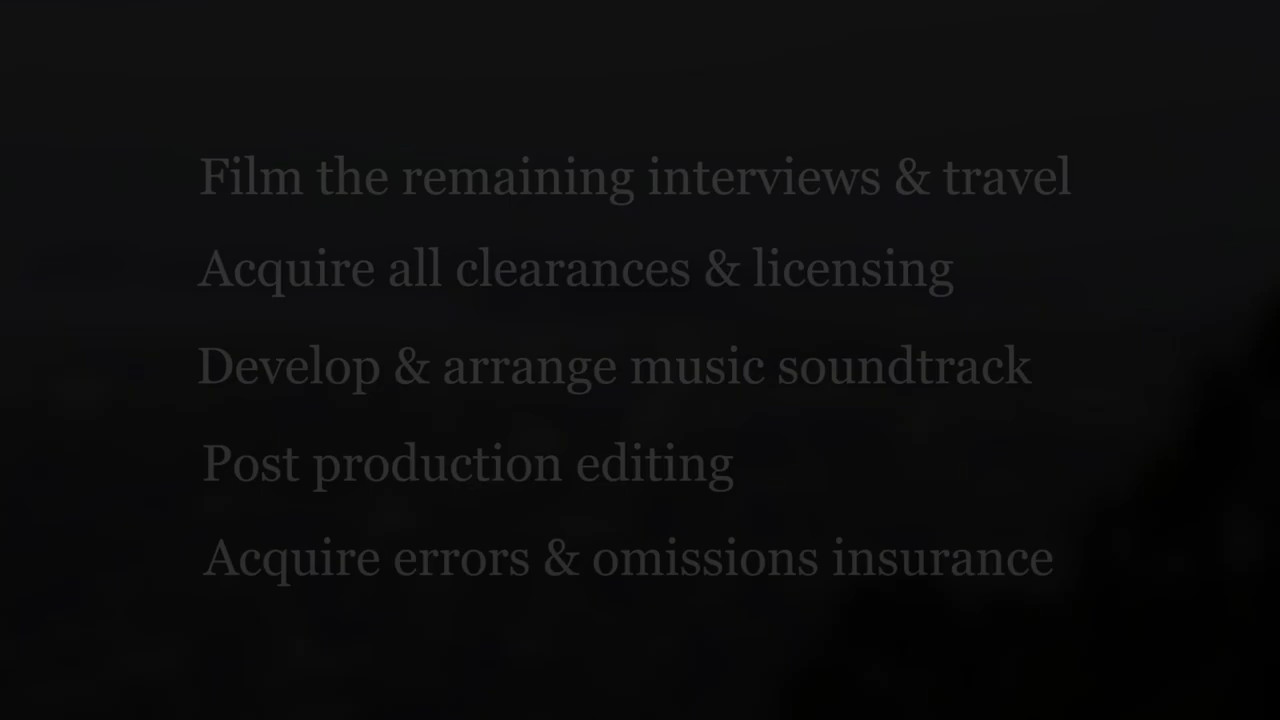 Film the remaining interviews & travel
Acquire all clearances & licensing
Develop & arrange music soundtrack
Post production editing
Acquire errors & omissions insurance